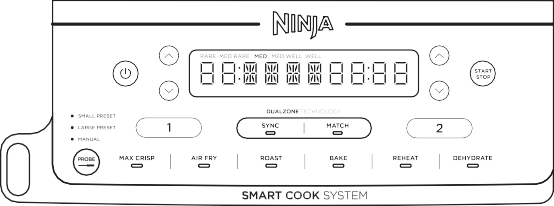 NINJA
RARE MED RARE MED MED WELL WELL
START
STOP
DUALZONE TECHNOLOGY
SMALL PRESET
LARGE PRESET
MANUAL
1
SYNC
MATCH
2
PROBE
MAX CRISP
AIR FRY
ROAST
BAKE
REHEAT
DEHYDRATE
SMART COOK SYSTEM